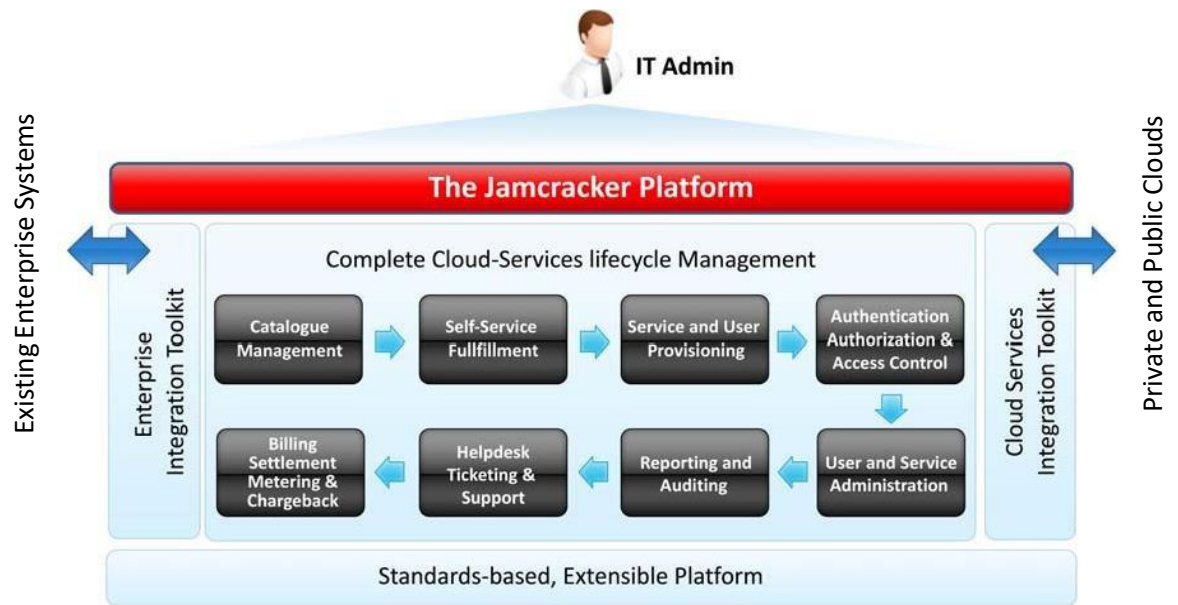 IT Admin
Existing Enterprise Systems
Private and Public Clouds
The Jamcracker Platform
Enterprise
Integration Toolkit
Complete Cloud-Services lifecycle Management
Catalogue
Management
Self-Service
Fullfillment
Service and User
Provisioning
Authentication
Authorization &
Access Control
Billing
Settlement
Metering &
Chargeback
Helpdesk
Ticketing &
Support
Reporting and
Auditing
User and Service
Administration
Cloud Services
Integration Toolkit
Standards-based, Extensible Platform